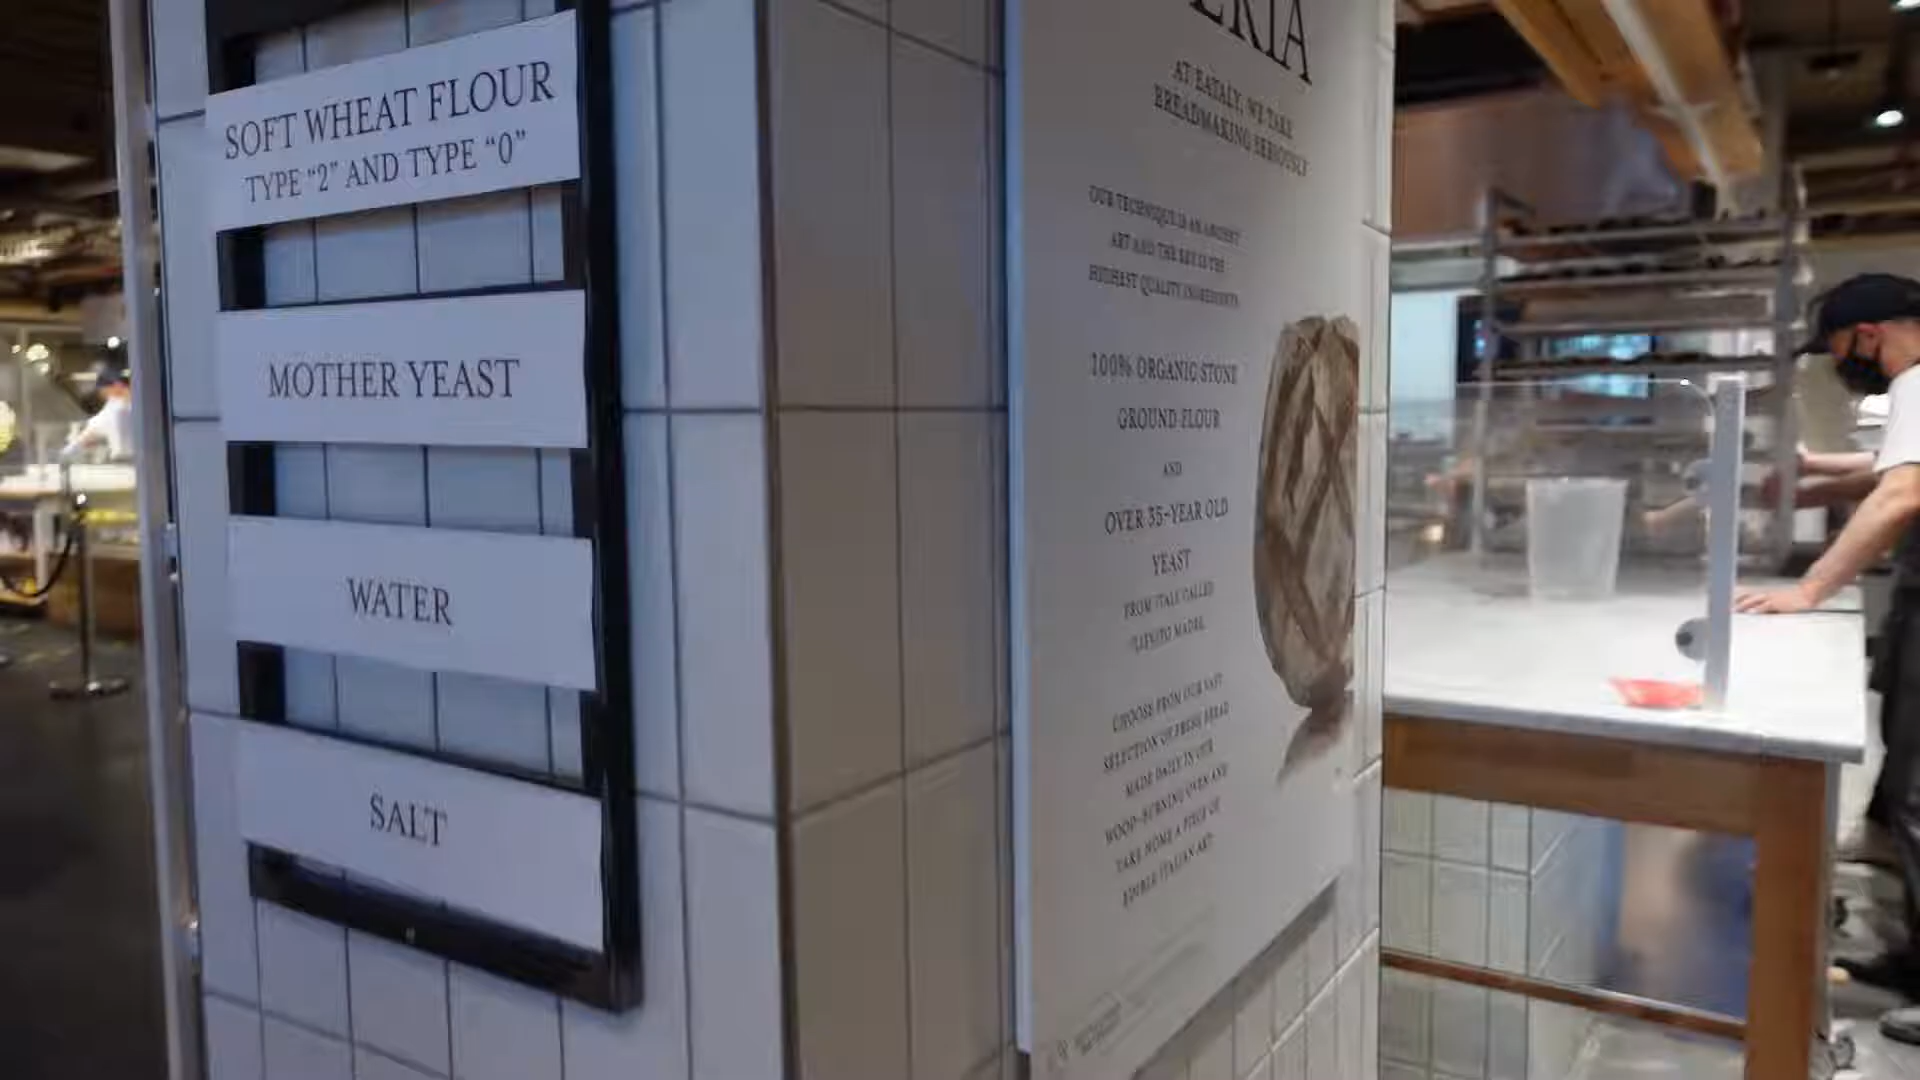 SOFT WHEAT FLOUR
TYPE “2” AND TYPE “0”
MOTHER YEAST
WATER
SALT
ERIA
AT EATALY, WE TAKE
BREADMAKING SERIOUSLY
OUR TECHNIQUE IS AN ANCIENT
ART AND THE KEY IS THE
HIGHEST QUALITY INGREDIENTS
100% ORGANIC STONE
GROUND FLOUR
AND
OVER 35-YEAR OLD
YEAST
FROM ITALY CALLED
MADRE
CHOOSE FROM OUR VAST
SELECTION OF FRESH BREAD
MADE DAILY IN OUR
WOOD-BURNING OVEN AND
TAKE HOME A PIECE OF
EDIBLE ITALIAN ART